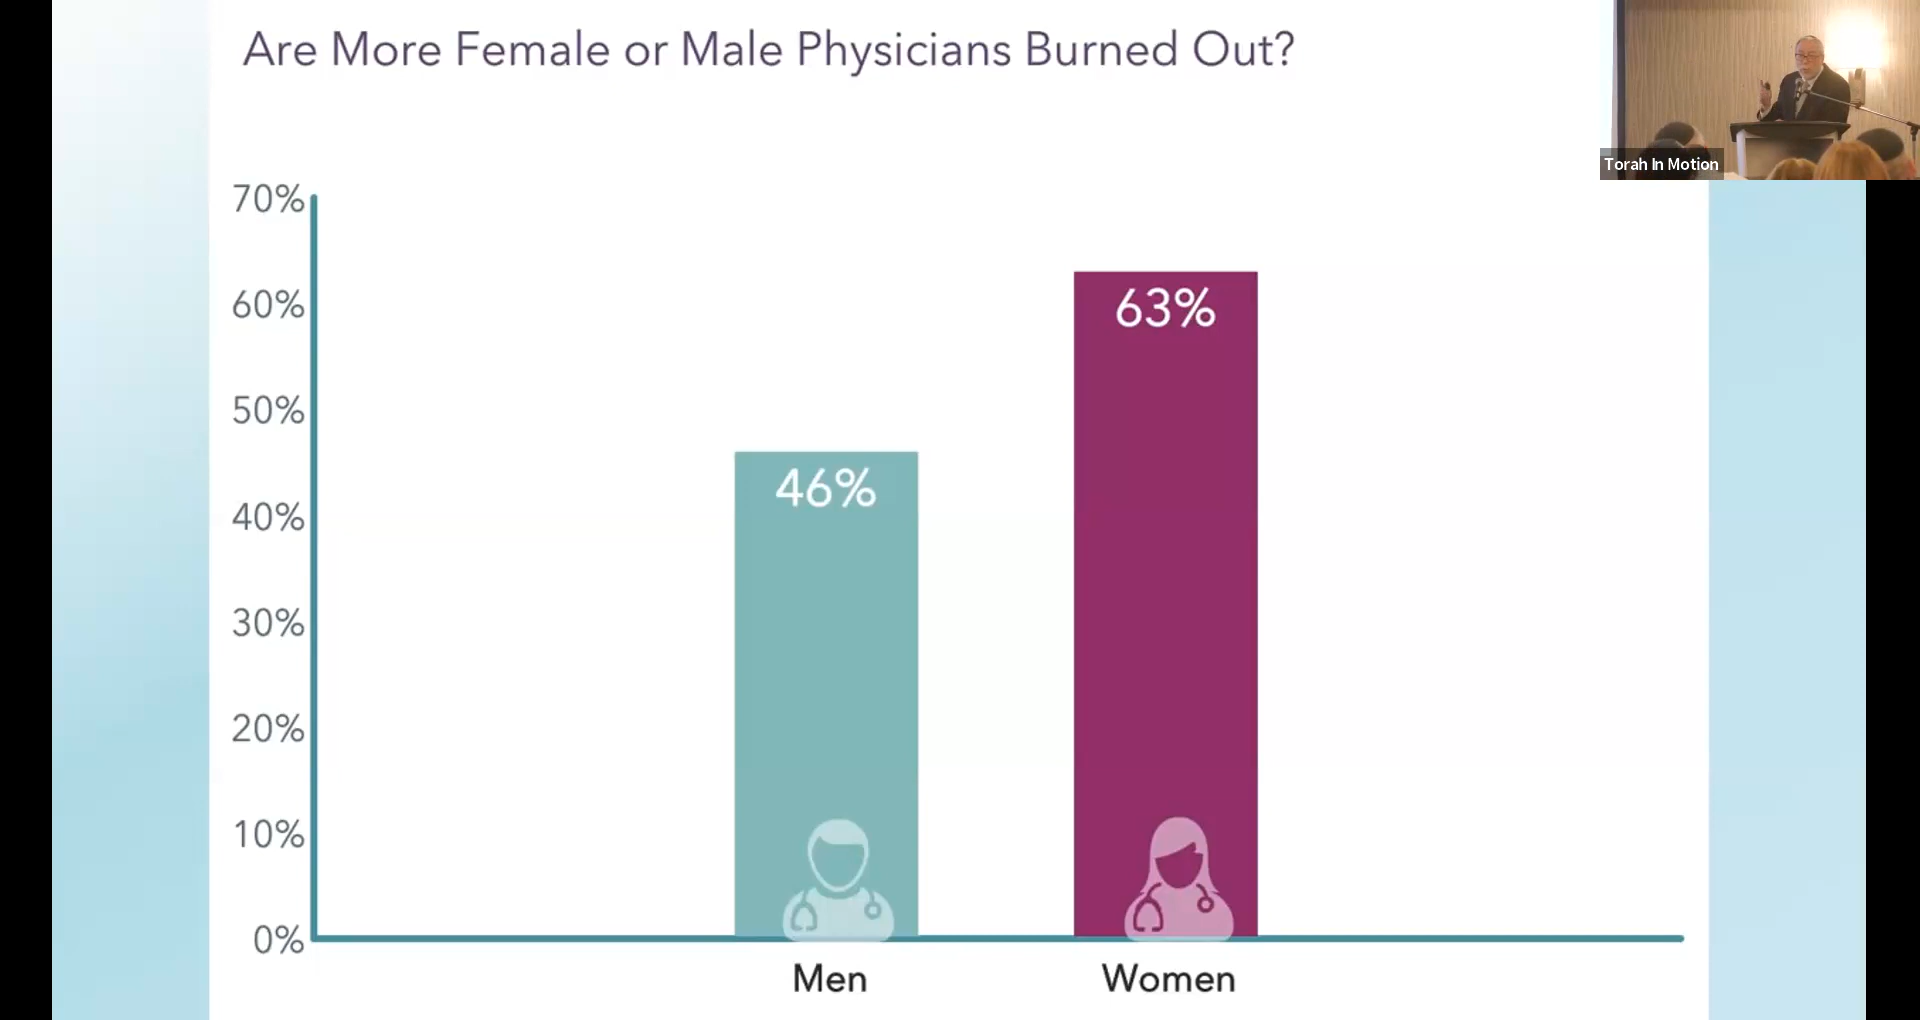 Are More Female or Male Physicians Burned Out?
Torah In Motion
70%
60%
50%
40%
30%
20%
10%
0%
46%
63%
Men
Women